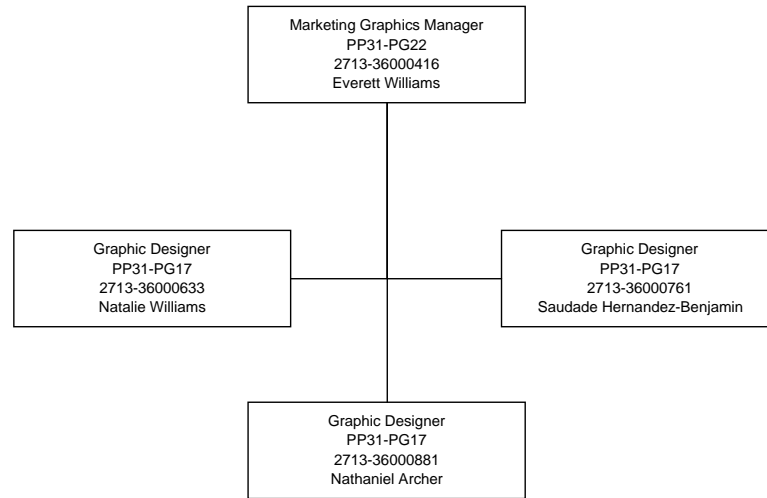 Marketing Graphics Manager
PP31-PG22
2713-36000416
Everett Williams
Graphic Designer
PP31-PG17
2713-36000633
Natalie Williams
Graphic Designer
PP31-PG17
2713-36000761
Saudade Hernandez-Benjamin
Graphic Designer
PP31-PG17
2713-36000881
Nathaniel Archer